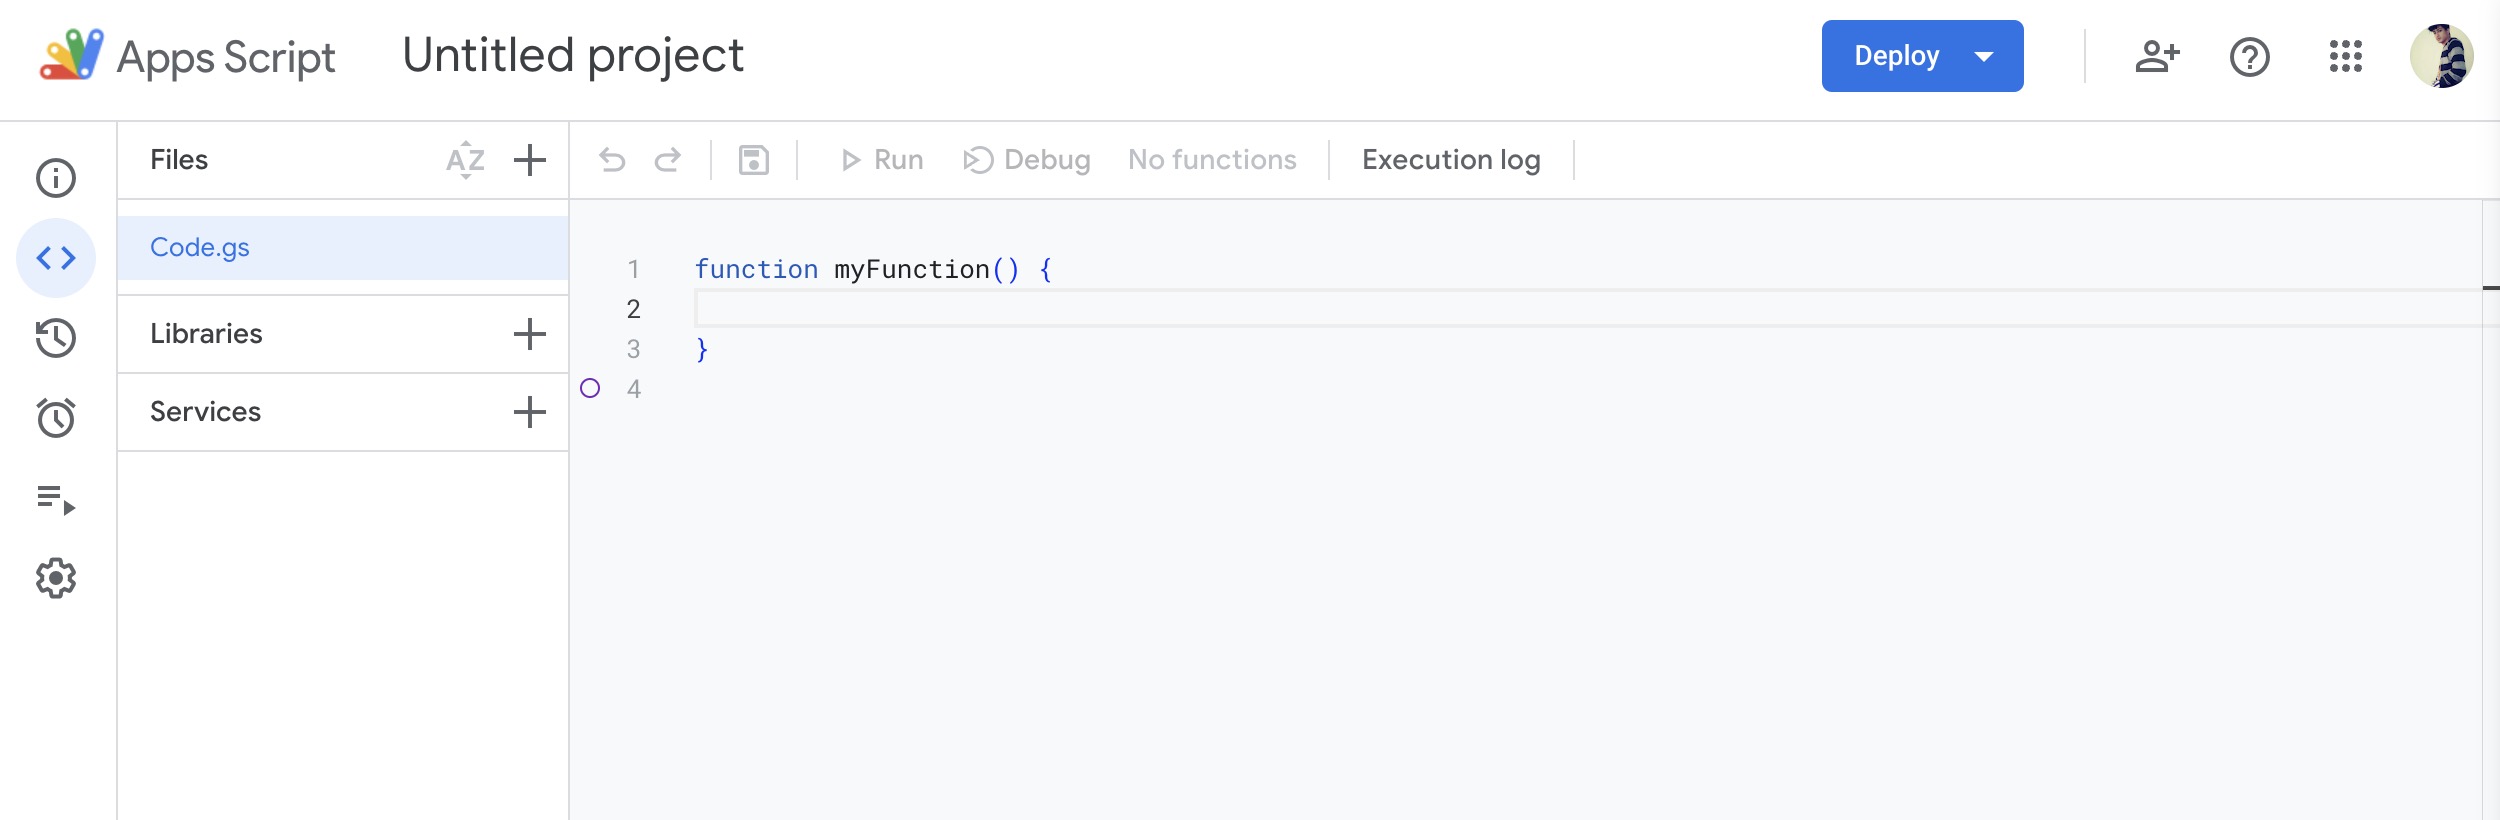 Apps Script
Untitled project
Deploy
Files
AZ
Run
Debug
No functions
Execution log
Code.gs
Libraries
Services
1 function myFunction() {
2
3 }
4